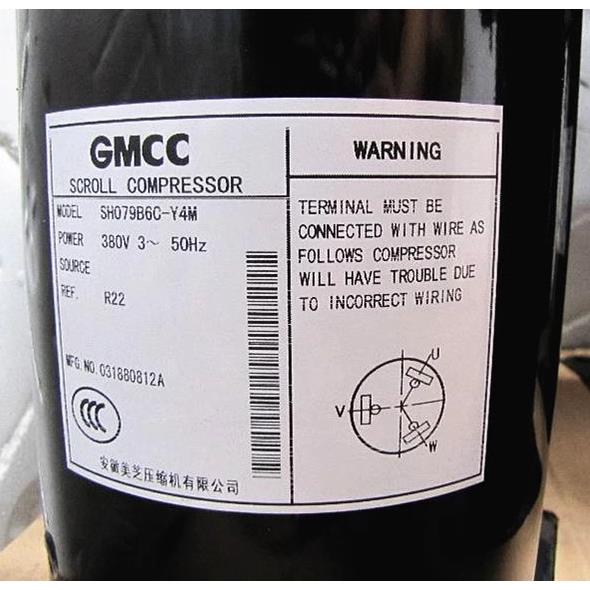 GMCC
SCROLL COMPRESSOR
MODEL SH079B6C-Y4M
POWER 380V 3~ 50Hz
SOURCE
REF. R22
MFG.NO.031880812A
CCC
安徽美芝压缩机有限公司
WARNING
TERMINAL MUST BE
CONNECTED WITH WIRE AS
FOLLOWS COMPRESSOR
WILL HAVE TROUBLE DUE
TO INCORRECT WIRING
U
V
W